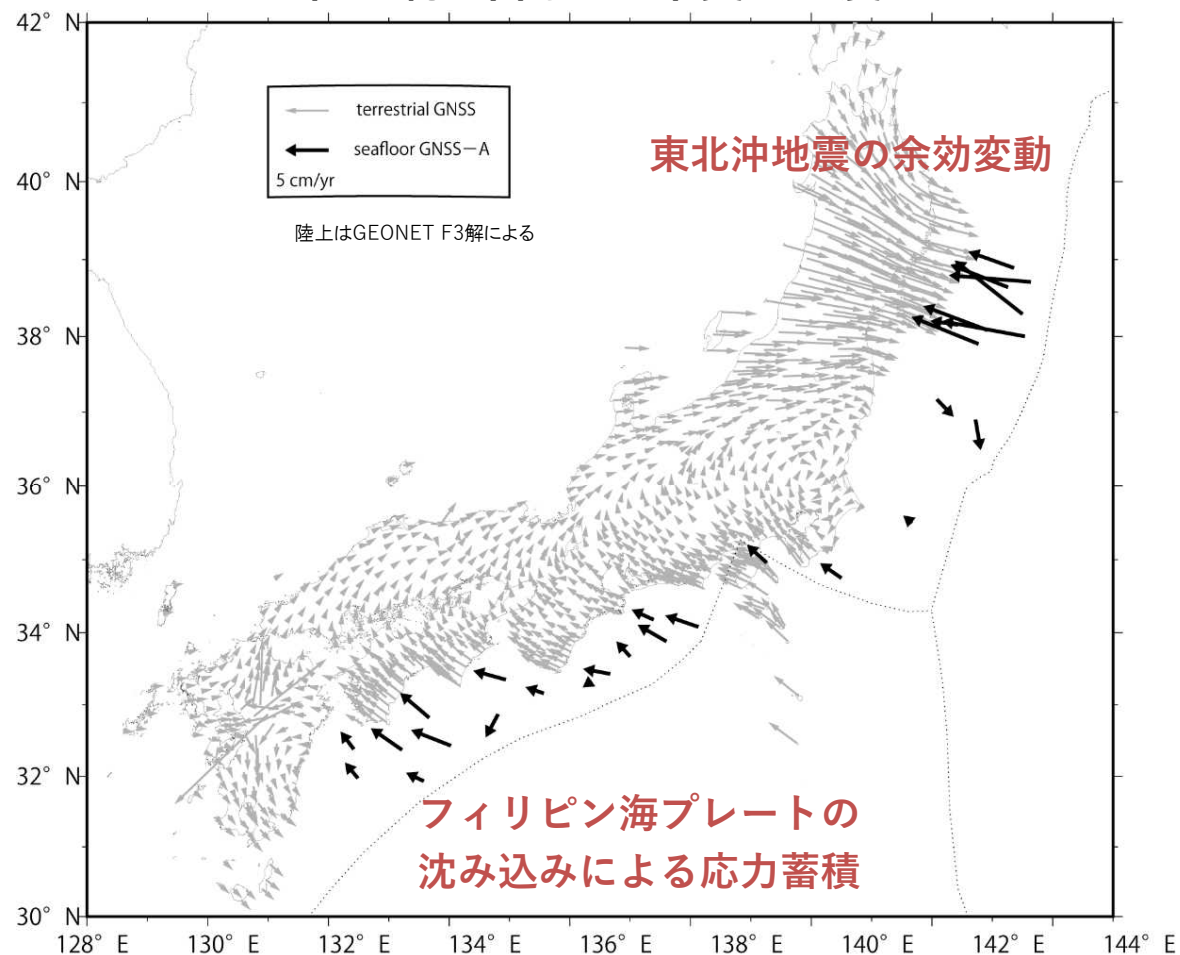 42° N
40° N
38° N
36° N
34° N
32° N
30° N
terrestrial GNSS
seafloor GNSS－A
5 cm/yr
陸上はGEONET F3解による
東北沖地震の余効変動
フィリピン海プレートの
沈み込みによる応力蓄積
128° E 130° E 132° E 134° E 136° E 138° E 140° E 142° E 144° E